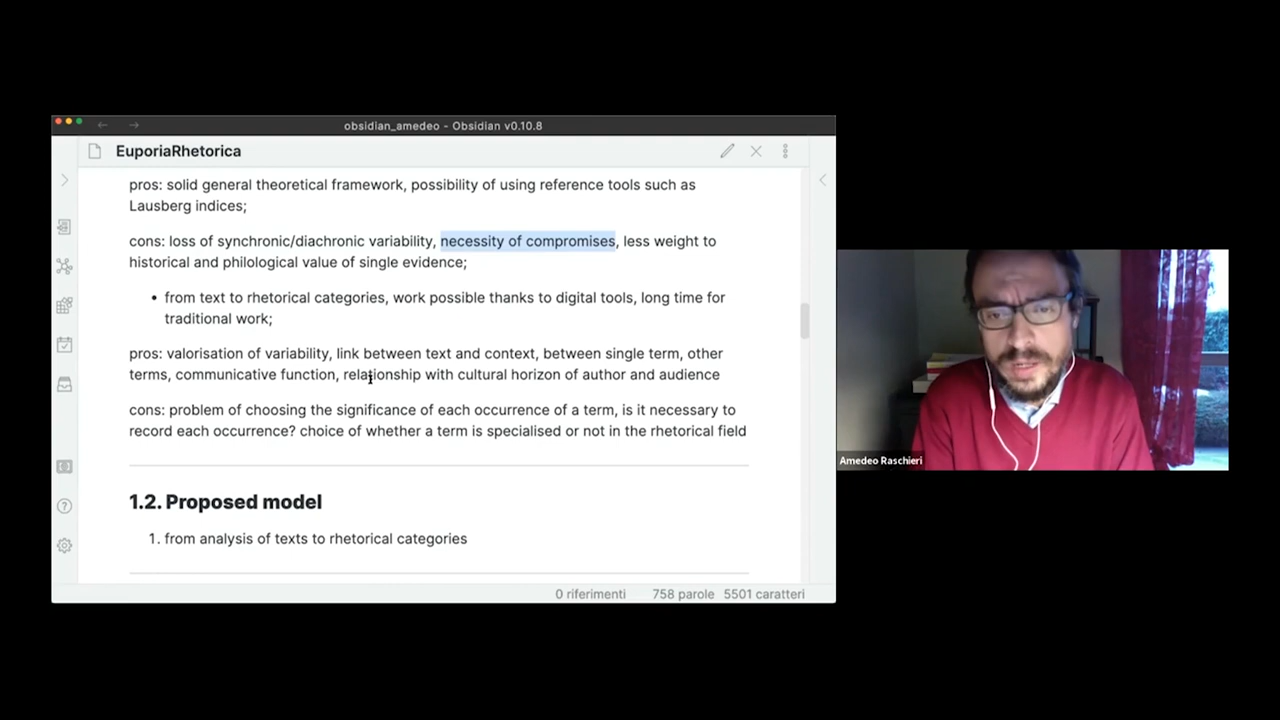 obsidian_amedeo - Obsidian v0.10.8
EuporiaRhetorica
pros: solid general theoretical framework, possibility of using reference tools such as
Lausberg indices;
cons: loss of synchronic/diachronic variability, necessity of compromises, less weight to
historical and philological value of single evidence;
• from text to rhetorical categories, work possible thanks to digital tools, long time for
traditional work;
pros: valorisation of variability, link between text and context, between single term, other
terms, communicative function, relationship with cultural horizon of author and audience
cons: problem of choosing the significance of each occurrence of a term, is it necessary to
record each occurrence? choice of whether a term is specialised or not in the rhetorical field
1.2. Proposed model
1. from analysis of texts to rhetorical categories
0 riferimenti 758 parole 5501 caratteri
Amedeo Raschieri